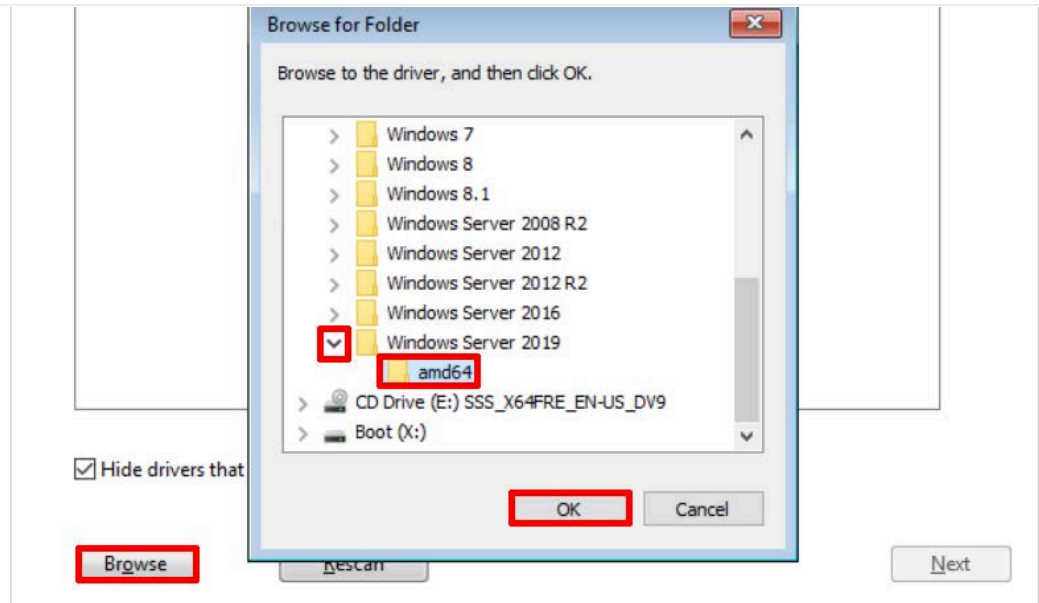 Browse for Folder
Browse to the driver, and then click OK.
Windows 7
Windows 8
Windows 8.1
Windows Server 2008 R2
Windows Server 2012
Windows Server 2012 R2
Windows Server 2016
Windows Server 2019
amd64
CD Drive (E:) SSS_X64FRE_EN-US_DV9
Boot (X:)
Hide drivers that
OK Cancel
Browse Rescan Next